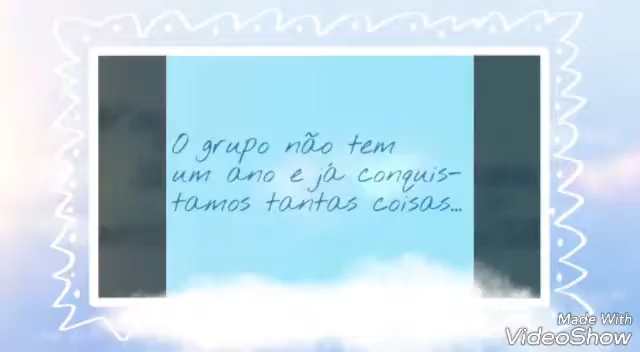 O grupo não tem
um ano e já conquis-
tamos tantas coisas...
Made With
VideoShow